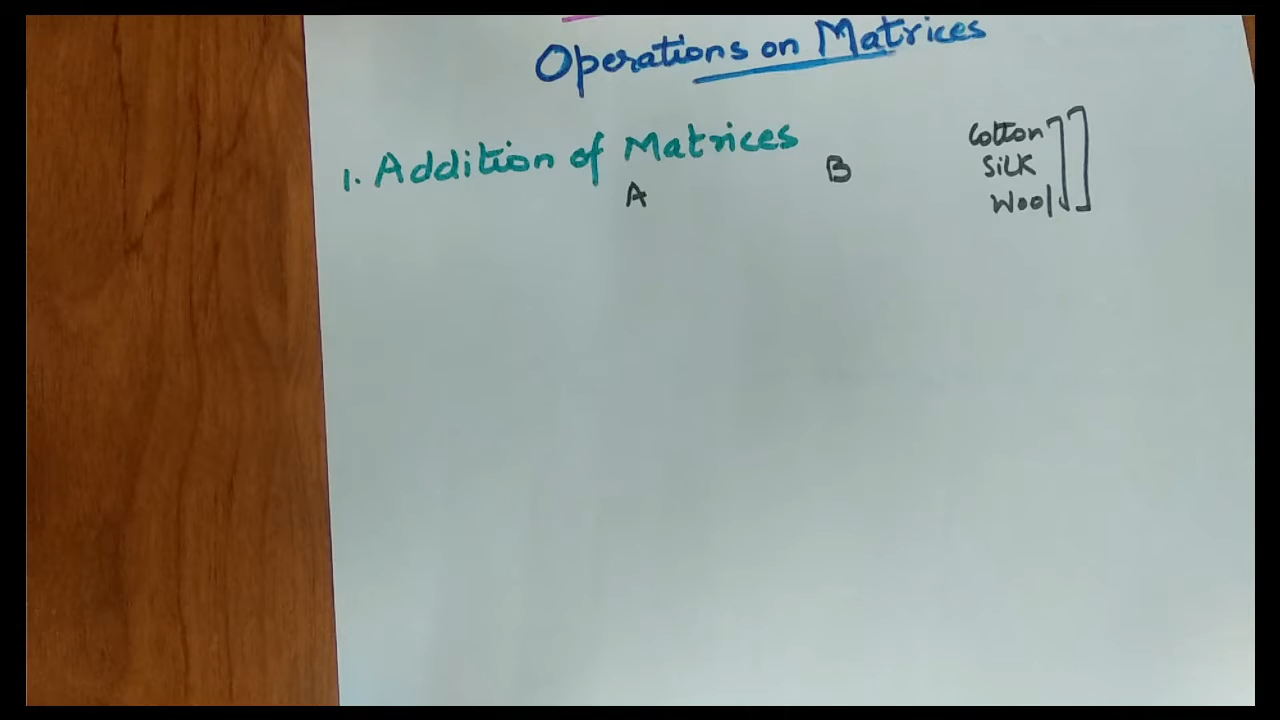 Operations on Matrices
1. Addition of Matrices
A
B
Cotton
SILK
Wool